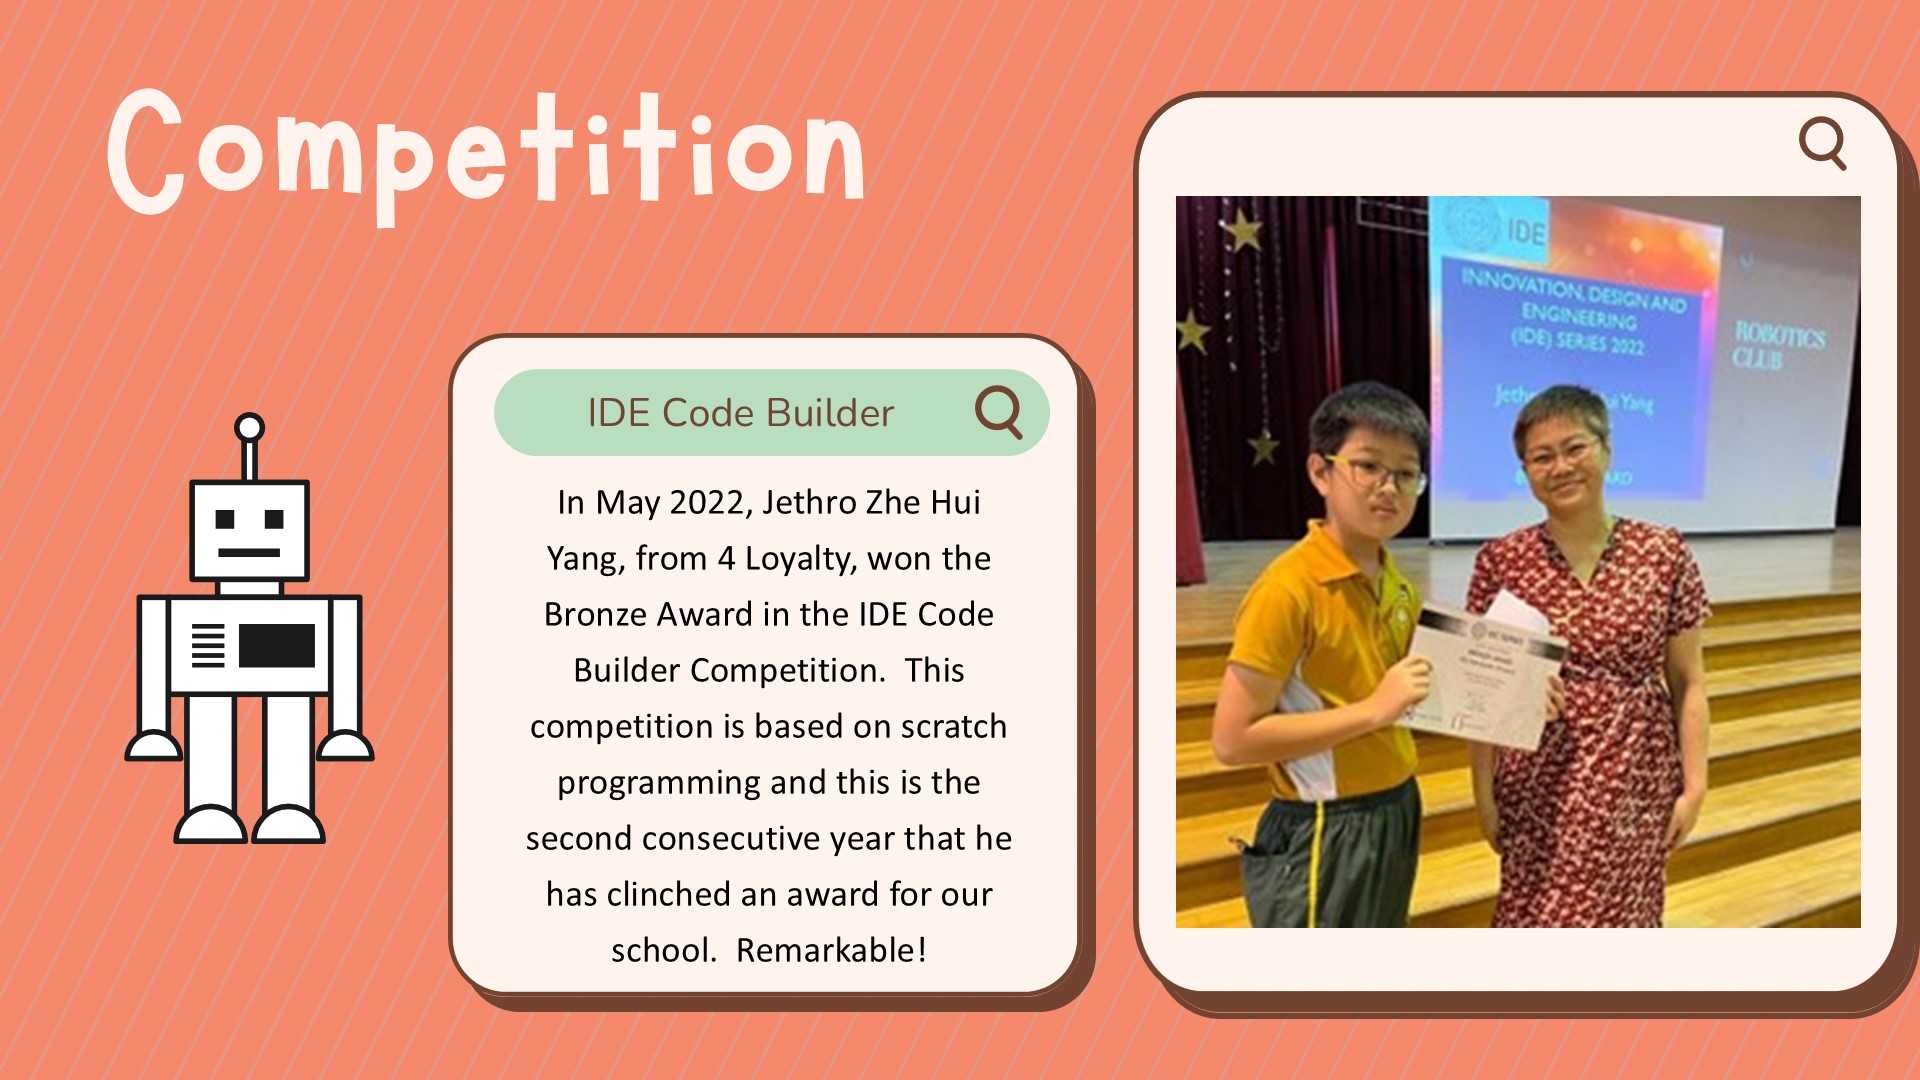 Competition
IDE Code Builder
In May 2022, Jethro Zhe Hui
Yang, from 4 Loyalty, won the
Bronze Award in the IDE Code
Builder Competition.  This
competition is based on scratch
programming and this is the
second consecutive year that he
has clinched an award for our
school.  Remarkable!
IDE
INNOVATION, DESIGN AND
ENGINEERING
(IDE) SERIES 2022
ROBOTICS
CLUB
Yang